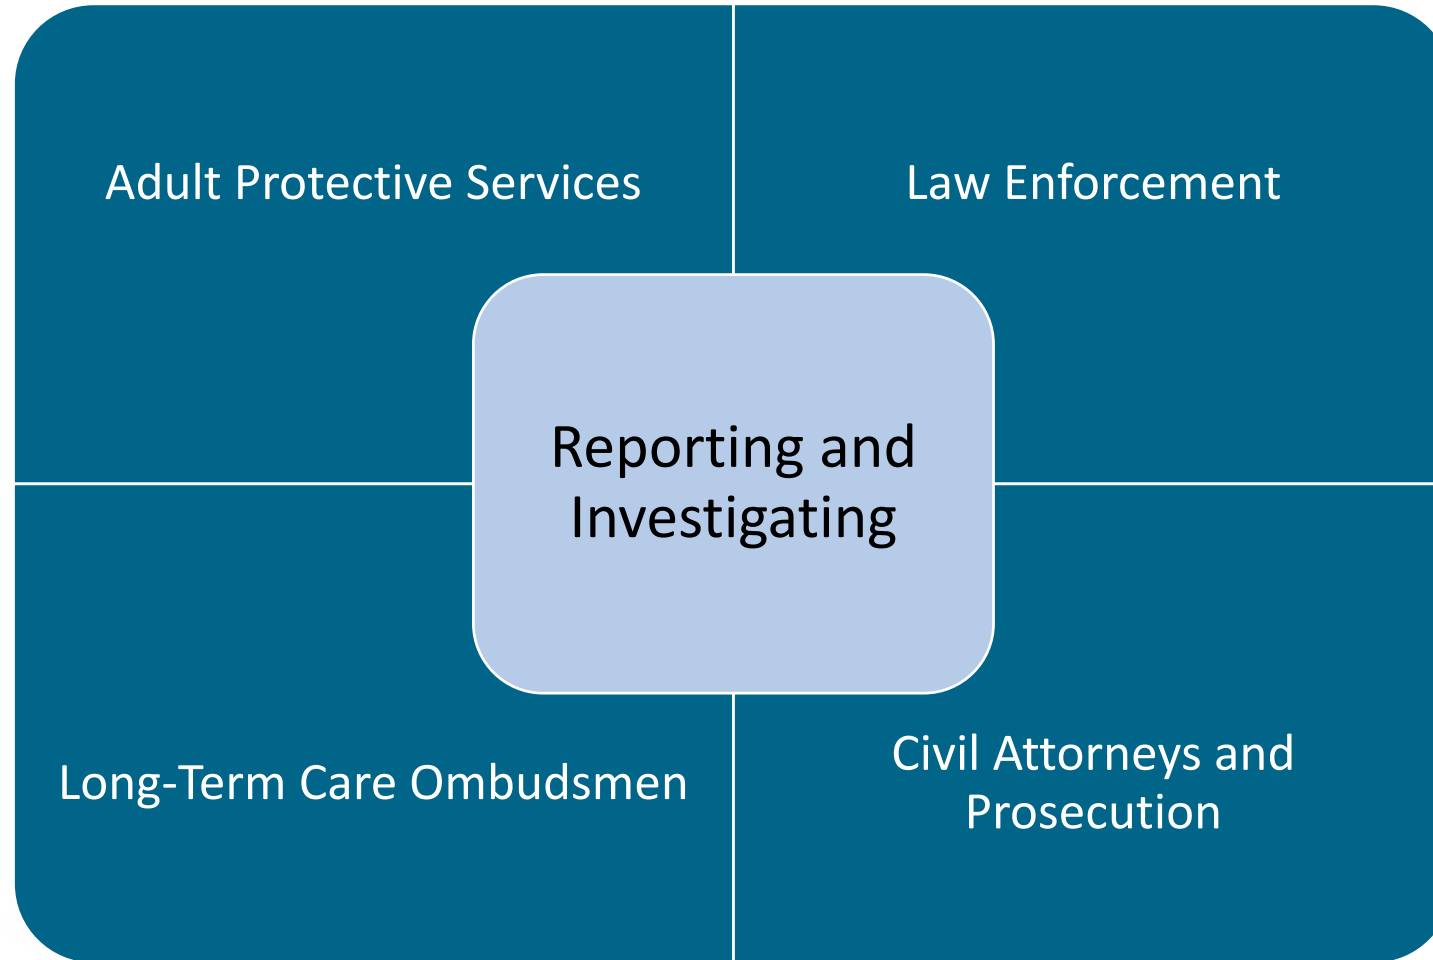 Adult Protective Services
Law Enforcement
Reporting and
Investigating
Long-Term Care Ombudsmen
Civil Attorneys and
Prosecution